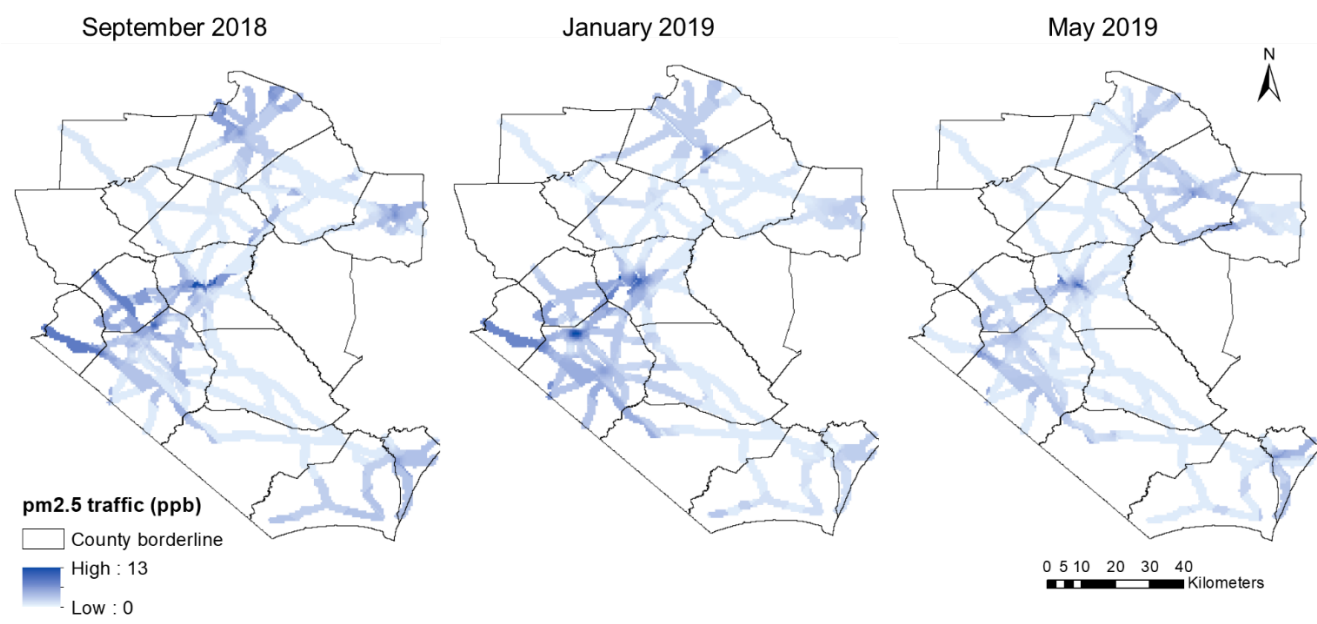 September 2018
January 2019
May 2019
N
pm2.5 traffic (ppb)
County borderline
High : 13
Low : 0
0 5 10 20 30 40
Kilometers